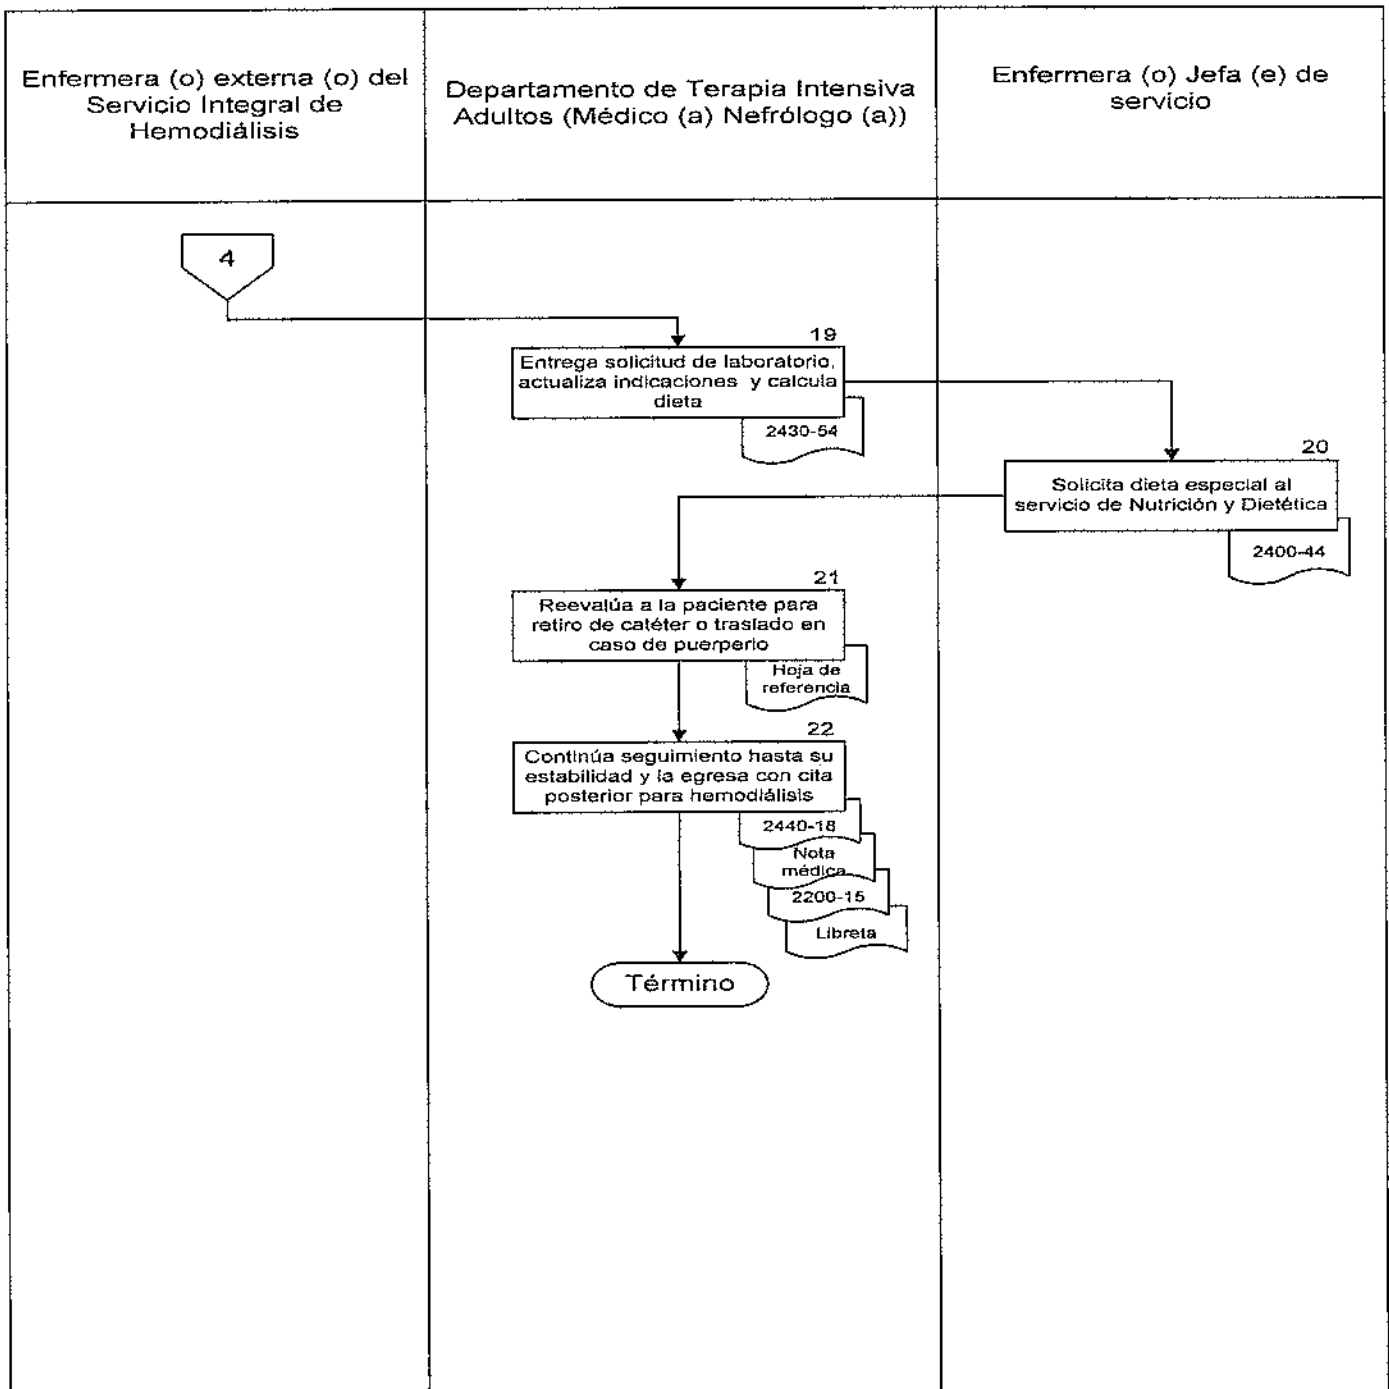 Enfermera (o) externa (o) del
Servicio Integral de
Hemodiálisis
Departamento de Terapia Intensiva
Adultos (Médico (a) Nefrólogo (a))
Enfermera (o) Jefa (e) de
servicio
4
19
Entrega solicitud de laboratorio,
actualiza indicaciones y calcula
dieta
2430-54
20
Solicita dieta especial al
servicio de Nutrición y Dietética
2400-44
21
Reevalúa a la paciente para
retiro de catéter o traslado en
caso de puerperio
Hoja de
referencia
22
Continúa seguimiento hasta su
estabilidad y la egresa con cita
posterior para hemodiálisis
2440-18
Nota
médica
2200-15
Libreta
Término